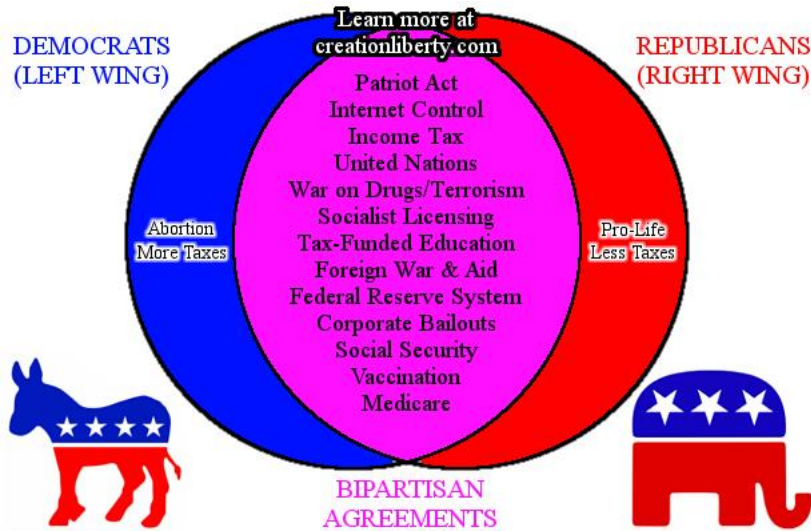 Learn more at
creationliberty.com
DEMOCRATS
(LEFT WING)
REPUBLICANS
(RIGHT WING)
Patriot Act
Internet Control
Income Tax
United Nations
War on Drugs/Terrorism
Socialist Licensing
Tax-Funded Education
Foreign War & Aid
Federal Reserve System
Corporate Bailouts
Social Security
Vaccination
Medicare
Abortion
More Taxes
Pro-Life
Less Taxes
BIPARTISAN
AGREEMENTS